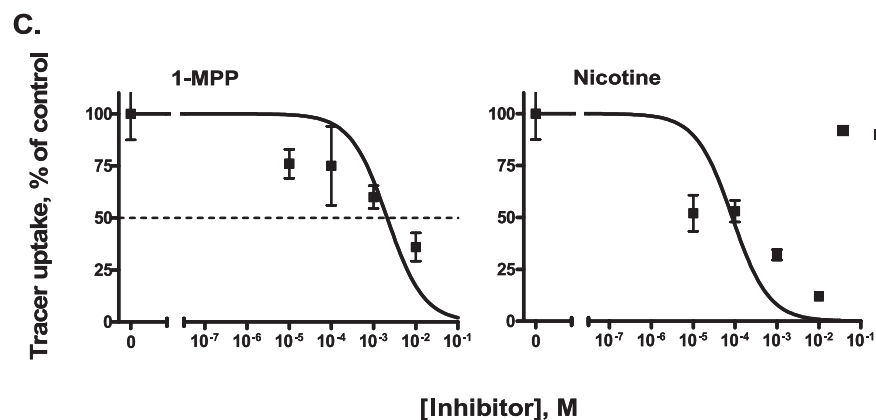 C.
Tracer uptake, % of control
1-MPP
100
75
50
25
0
0 10⁻⁷ 10⁻⁶ 10⁻⁵ 10⁻⁴ 10⁻³ 10⁻² 10⁻¹
Nicotine
100
75
50
25
0
0 10⁻⁷ 10⁻⁶ 10⁻⁵ 10⁻⁴ 10⁻³ 10⁻² 10⁻¹
[Inhibitor], M